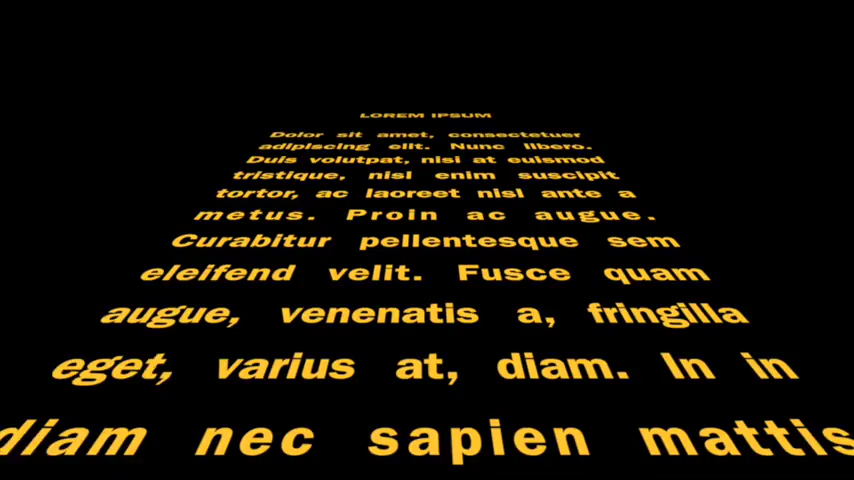 LOREM IPSUM
Dolor sit amet, consectetuer
adipiscing elit. Nunc libero.
Duis volutpat, nisi at euismod
tristique, nisl enim suscipit
tortor, ac laoreet nisl ante a
metus. Proin ac augue.
Curabitur pellentesque sem
eleifend velit. Fusce quam
augue, venenatis a, fringilla
eget, varius at, diam. In in
diam nec sapien mattis